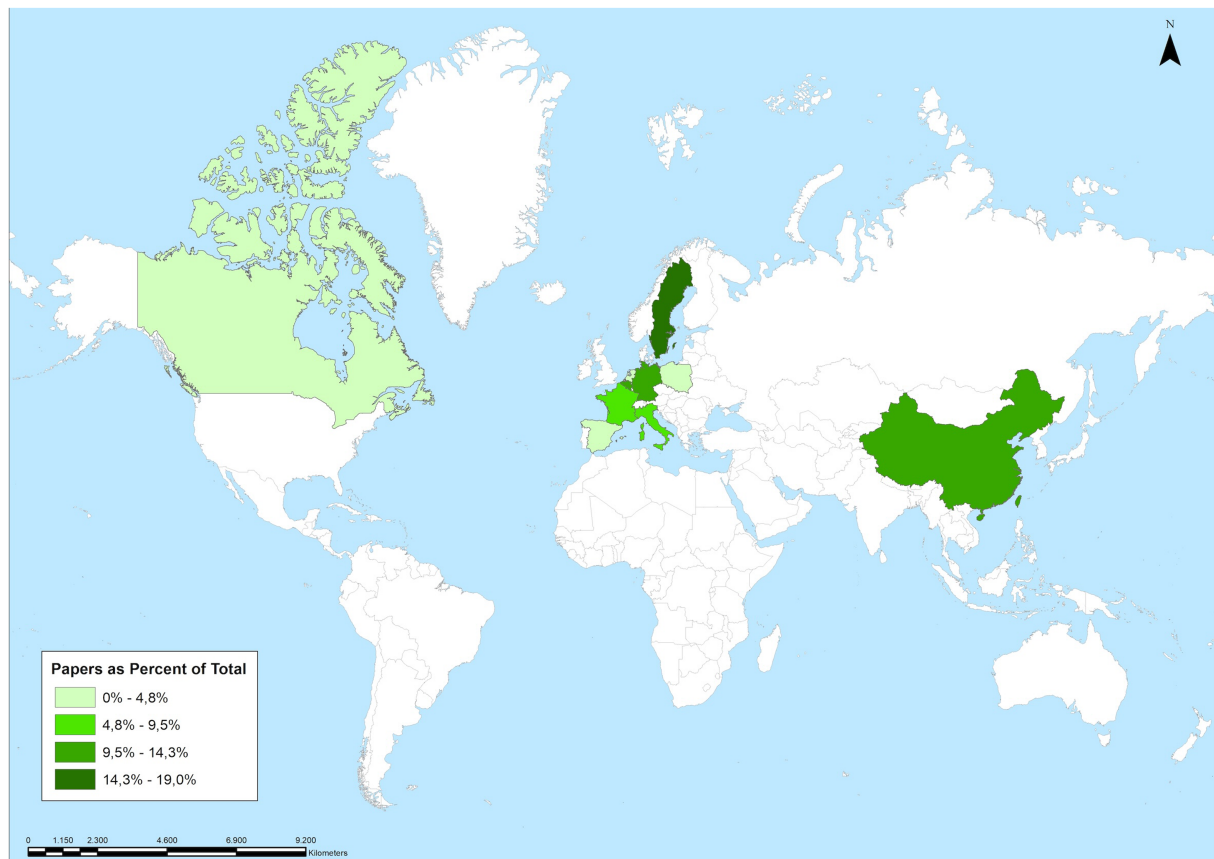 N
Papers as Percent of Total
0% - 4,8%
4,8% - 9,5%
9,5% - 14,3%
14,3% - 19,0%
0 1.150 2.300 4.600 6.900 9.200
Kilometers